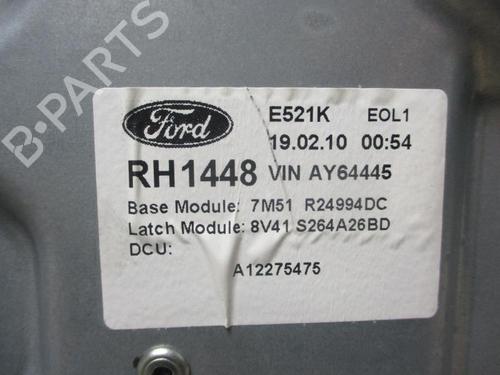 B-PARTS
Ford
E521K EOL1
19.02.10 00:54
RH1448 VIN AY64445
Base Module: 7M51 R24994DC
Latch Module: 8V41 S264A26BD
DCU:
A12275475